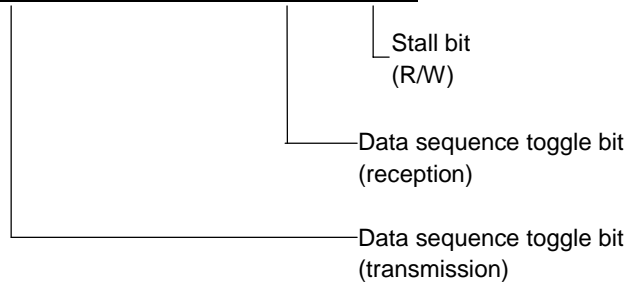 Stall bit
(R/W)
Data sequence toggle bit
(reception)
Data sequence toggle bit
(transmission)